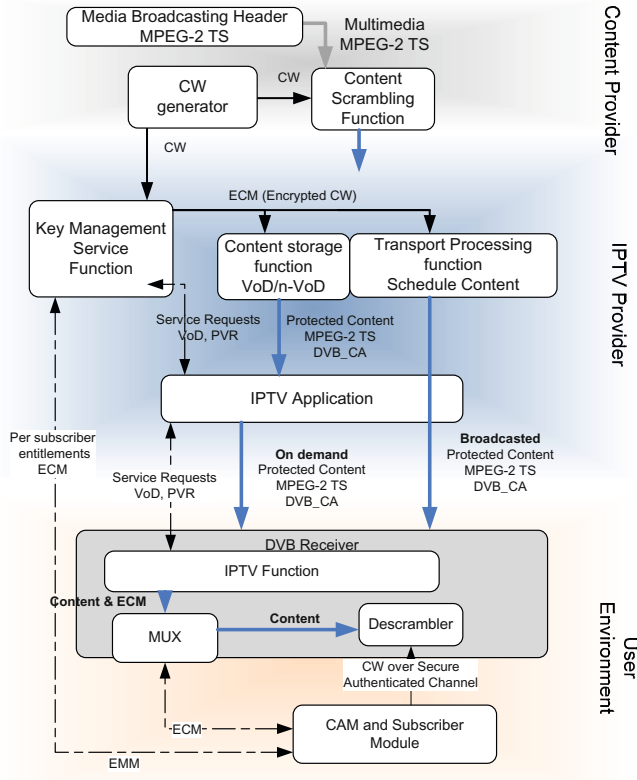 Media Broadcasting Header
MPEG-2 TS
Multimedia
MPEG-2 TS
Content Provider
CW
generator
CW
Content
Scrambling
Function
CW
ECM (Encrypted CW)
Key Management
Service
Function
Content storage
function
VoD/n-VoD
Transport Processing
function
Schedule Content
IPTV Provider
Service Requests
VoD, PVR
Protected Content
MPEG-2 TS
DVB_CA
IPTV Application
Per subscriber
entitlements
ECM
Service Requests
VoD, PVR
On demand
Protected Content
MPEG-2 TS
DVB_CA
Broadcasted
Protected Content
MPEG-2 TS
DVB_CA
DVB Receiver
IPTV Function
Content & ECM
MUX
Content
Descrambler
User
Environment
CW over Secure
Authenticated Channel
ECM
CAM and Subscriber
Module
EMM